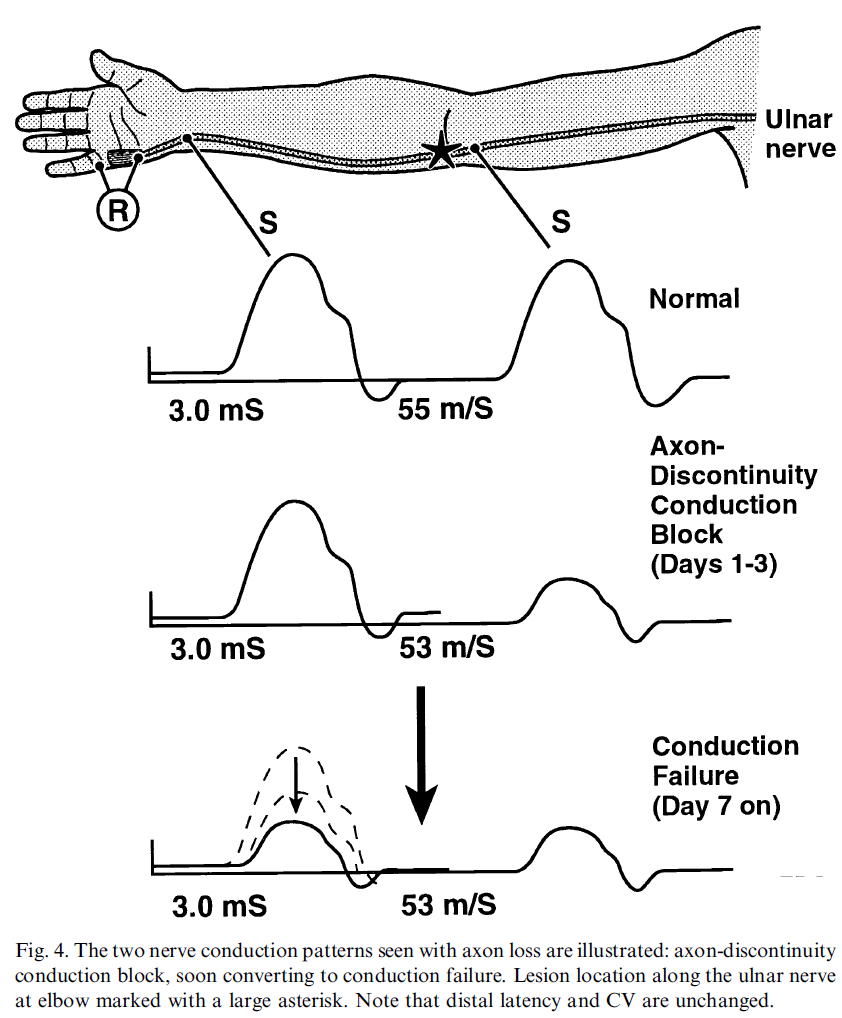 Ulnar
nerve
R
S
S
Normal
3.0 mS
55 m/S
Axon-
Discontinuity
Conduction
Block
(Days 1-3)
3.0 mS
53 m/S
Conduction
Failure
(Day 7 on)
3.0 mS
53 m/S
Fig. 4. The two nerve conduction patterns seen with axon loss are illustrated: axon-discontinuity
conduction block, soon converting to conduction failure. Lesion location along the ulnar nerve
at elbow marked with a large asterisk. Note that distal latency and CV are unchanged.